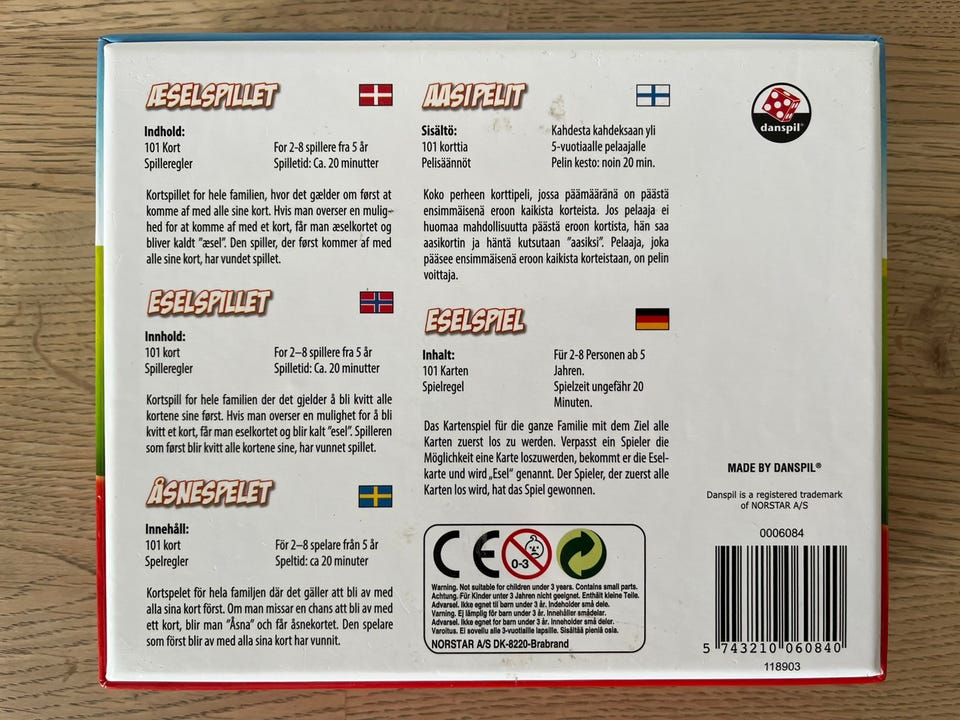 ÆSELSPILLET
Indhold:
101 Kort
Spilleregler
For 2-8 spillere fra 5 år
Spilletid: Ca. 20 minutter
Kortspillet for hele familien, hvor det gælder om først at
komme af med alle sine kort. Hvis man overser en mulig-
hed for at komme af med et kort, får man æselkortet og
bliver kaldt "æsel". Den spiller, der først kommer af med
alle sine kort, har vundet spillet.
ESELSPILLET
Innhold:
101 kort
Spilleregler
For 2–8 spillere fra 5 år
Spilletid: Ca. 20 minutter
Kortspill for hele familien der det gjelder å bli kvitt alle
kortene sine først. Hvis man overser en mulighet for å bli
kvitt et kort, får man eselkortet og blir kalt "esel". Spilleren
som først blir kvitt alle kortene sine, har vunnet spillet.
ÅSNESPELET
Innehåll:
101 kort
Spelregler
För 2–8 spelare från 5 år
Speltid: ca 20 minuter
Kortspelet för hela familjen där det gäller att bli av med
alla sina kort först. Om man missar en chans att bli av med
ett kort, blir man "Åsna" och får åsnekortet. Den spelare
som först blir av med alla sina kort har vunnit.
AASIPELIT
Sisältö:
101 korttia
Pelisäännöt
Kahdesta kahdeksaan yli
5-vuotiaalle pelaajalle
Pelin kesto: noin 20 min.
Koko perheen korttipeli, jossa päämääränä on päästä
ensimmäisenä eroon kaikista korteista. Jos pelaaja ei
huomaa mahdollisuutta päästä eroon kortista, hän saa
aasikortin ja häntä kutsutaan "aasiksi". Pelaaja, joka
pääsee ensimmäisenä eroon kaikista korteistaan, on pelin
voittaja.
ESELSPIEL
Inhalt:
101 Karten
Spielregel
Für 2-8 Personen ab 5
Jahren.
Spielzeit ungefähr 20
Minuten.
Das Kartenspiel für die ganze Familie mit dem Ziel alle
Karten zuerst los zu werden. Verpasst ein Spieler die
Möglichkeit eine Karte loszuwerden, bekommt er die Esel-
karte und wird „Esel" genannt. Der Spieler, der zuerst alle
Karten los wird, hat das Spiel gewonnen.
CE
0-3
Warning. Not suitable for children under 3 years. Contains small parts.
Achtung. Für Kinder unter 3 Jahren nicht geeignet. Enthält kleine Teile.
Advarsel. Ikke egnet til børn under 3 år. Indeholder små dele.
Varning. Ej lämplig för barn under 3 år. Innehåller smådelar.
Advarsel. Ikke egnet for barn under 3 år. Inneholder små deler.
Varoitus. Ei sovellu alle 3-vuotiaalle lapsille. Sisältää pieniä osia.
NORSTAR A/S DK-8220-Brabrand
danspil®
MADE BY DANSPIL®
Danspil is a registered trademark
of NORSTAR A/S
0006084
5 743210 060840
118903